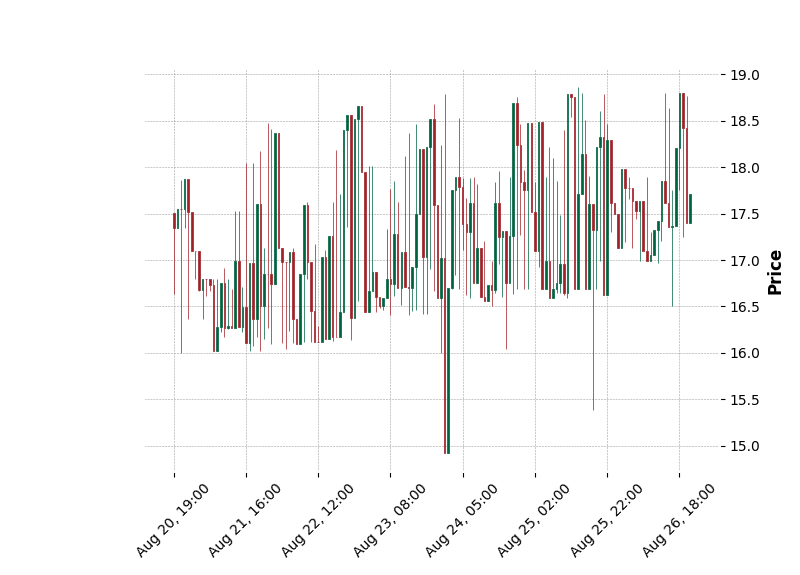 19.0
18.5
18.0
17.5
17.0
16.5
16.0
15.5
15.0
Price
Aug 20, 19:00
Aug 21, 16:00
Aug 22, 12:00
Aug 23, 08:00
Aug 24, 05:00
Aug 25, 02:00
Aug 25, 22:00
Aug 26, 18:00